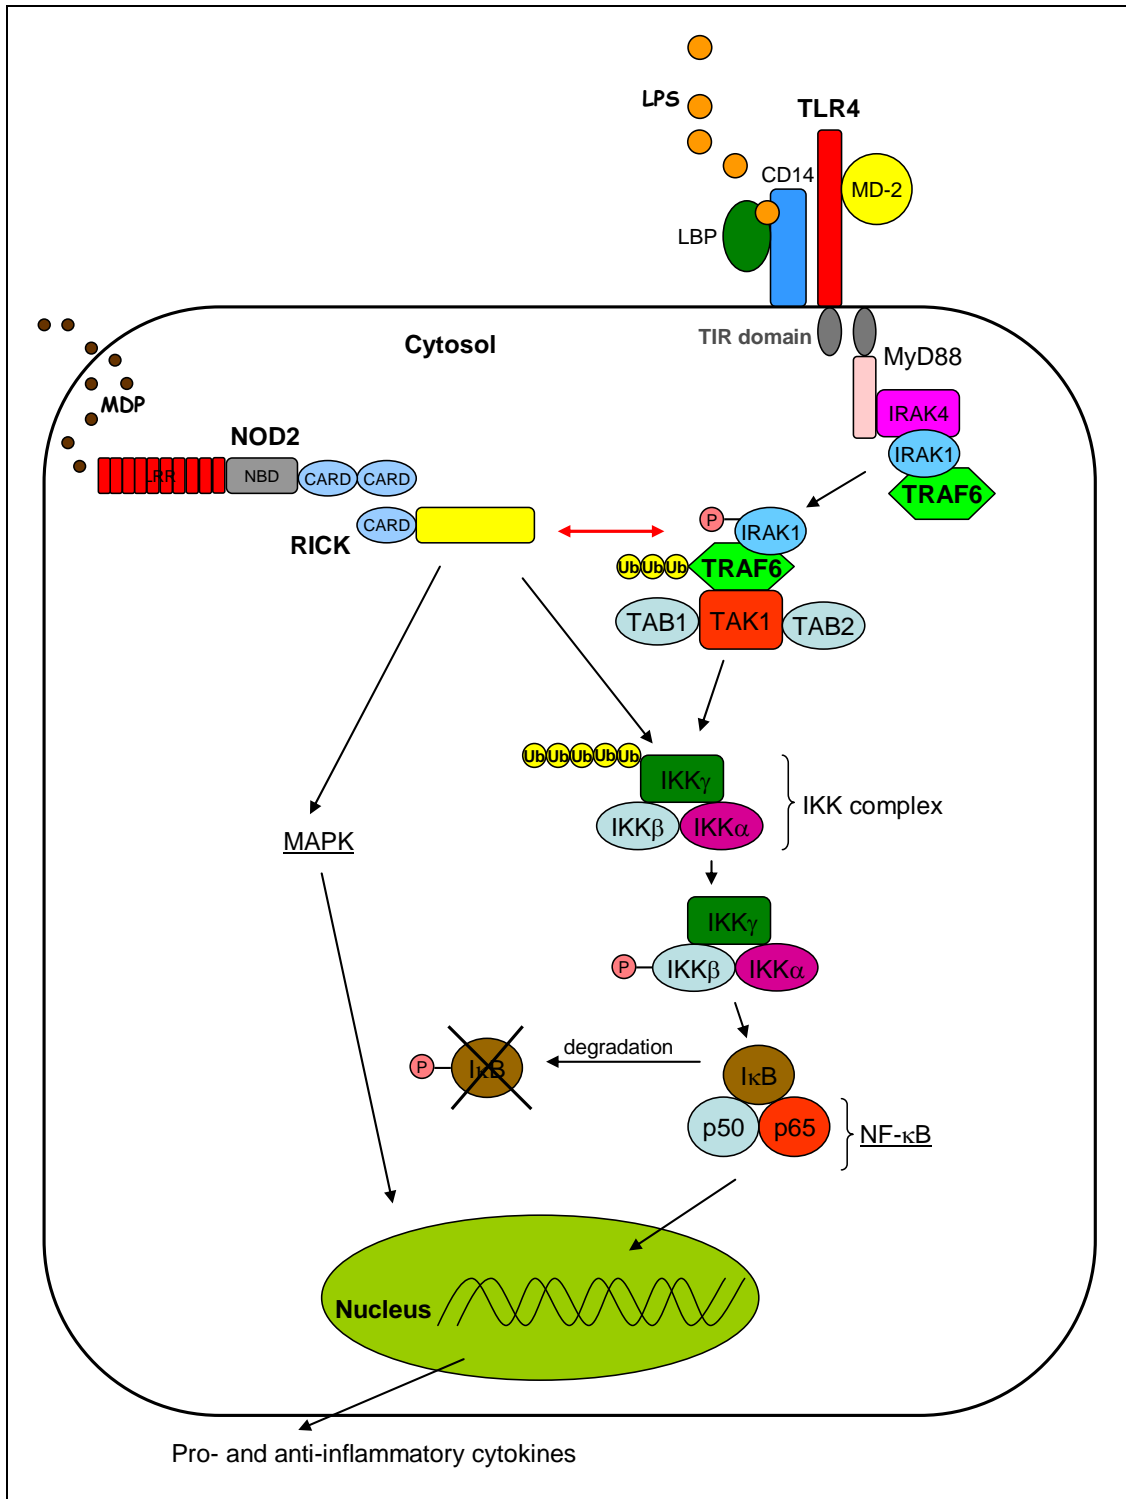 LPS
TLR4
CD14
MD-2
LBP
TIR domain
Cytosol
MyD88
MDP
IRAK4
NOD2
IRAK1
LRR
NBD
CARD
CARD
TRAF6
CARD
RICK
P
IRAK1
Ub
Ub
Ub
TRAF6
TAB1
TAK1
TAB2
Ub
Ub
Ub
Ub
Ub
IKKγ
IKK complex
IKKβ
IKKα
MAPK
IKKγ
P
IKKβ
IKKα
degradation
P
IκB
IκB
p50
p65
NF-κB
Nucleus
Pro- and anti-inflammatory cytokines